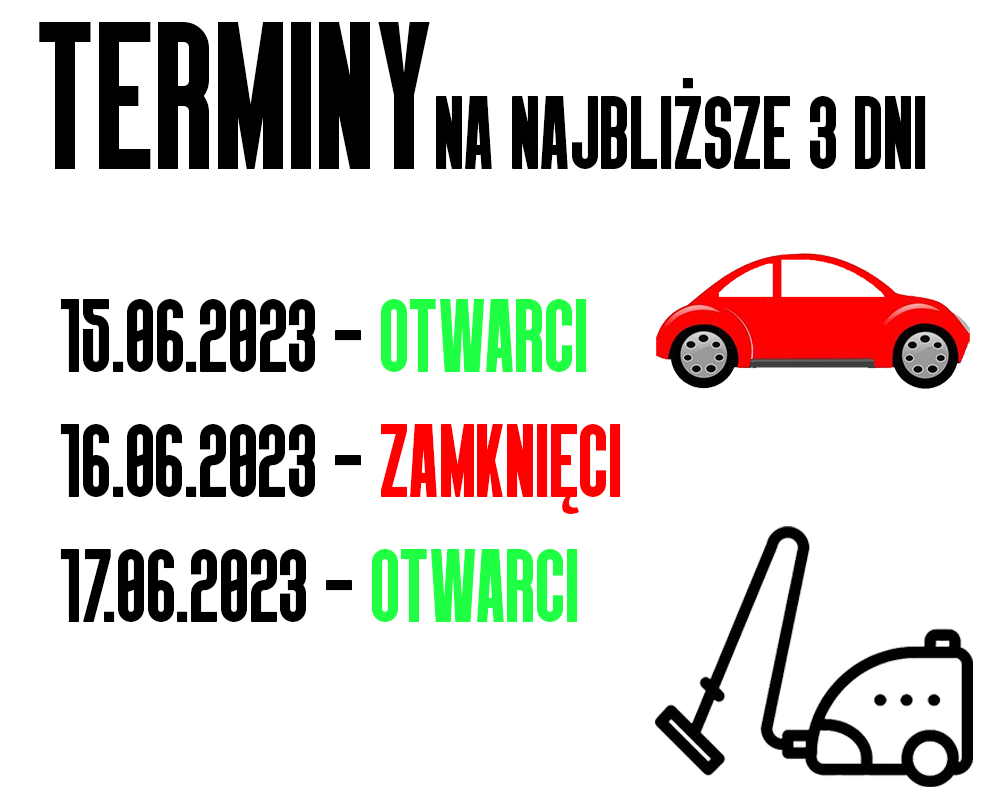 TERMINY NA NAJBLIŻSZE 3 DNI
15.06.2023 - OTWARCI
16.06.2023 - ZAMKNIĘCI
17.06.2023 - OTWARCI